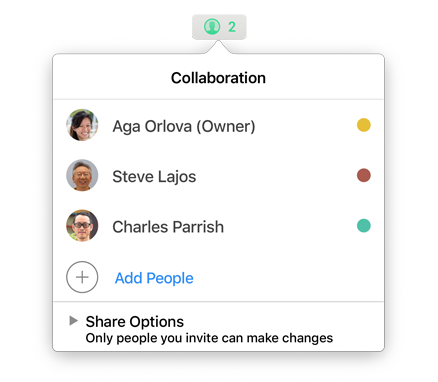 2
Collaboration
Aga Orlova (Owner)
Steve Lajos
Charles Parrish
Add People
Share Options
Only people you invite can make changes